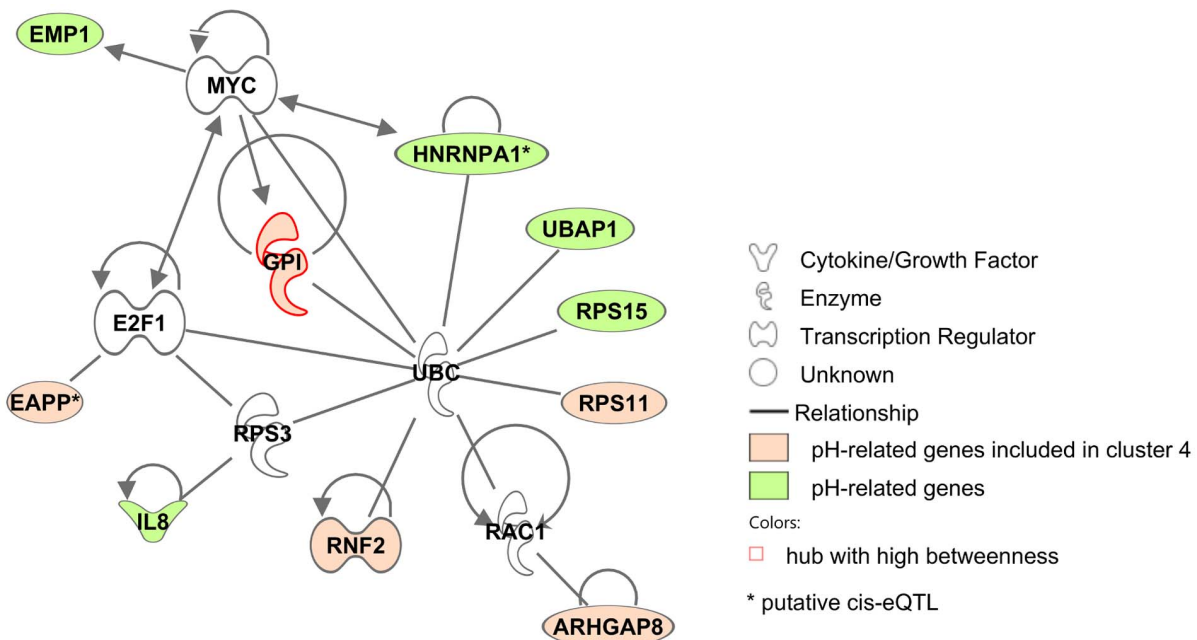 EMP1
MYC
HNRNPA1*
UBAP1
GPI
RPS15
E2F1
UBC
EAPP*
RPS11
RPS3
IL8
RNF2
RAC1
ARHGAP8
Cytokine/Growth Factor
Enzyme
Transcription Regulator
Unknown
Relationship
pH-related genes included in cluster 4
pH-related genes
Colors:
hub with high betweenness
* putative cis-eQTL